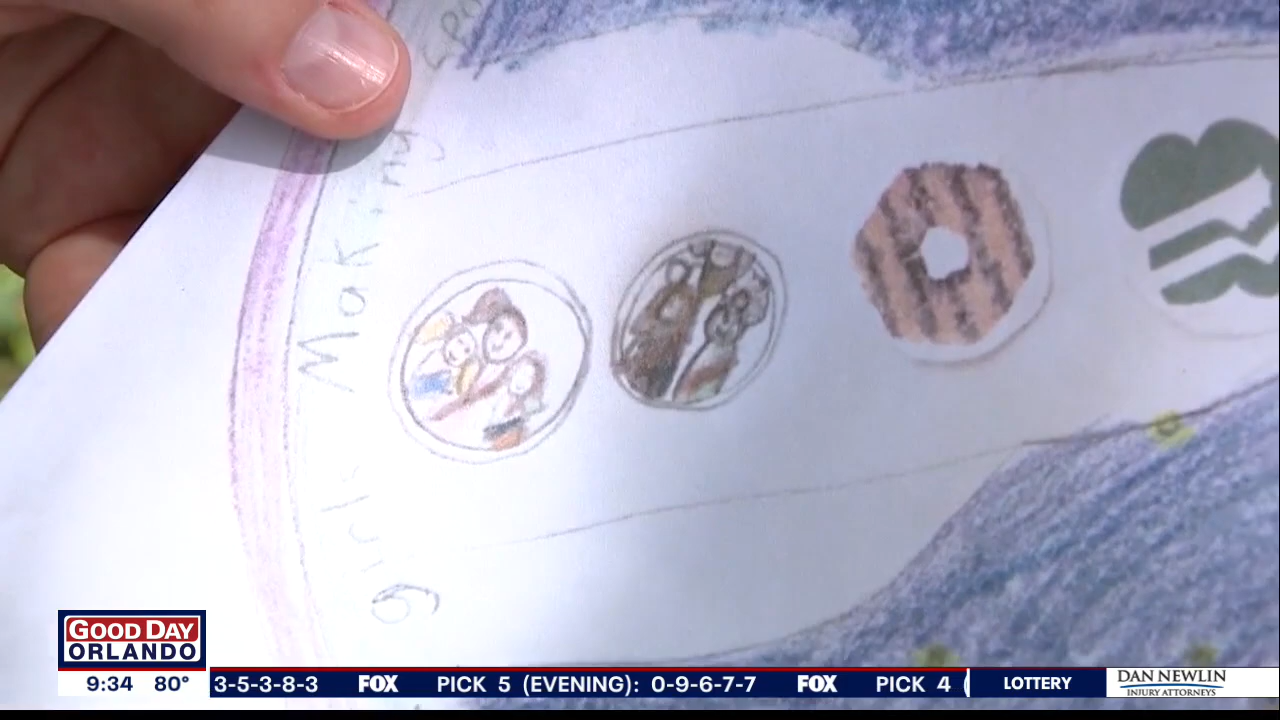 girls Making
GOOD DAY
ORLANDO
9:34 80° 3-5-3-8-3 FOX PICK 5 (EVENING): 0-9-6-7-7 FOX PICK 4 ( LOTTERY
DAN NEWLIN
INJURY ATTORNEYS